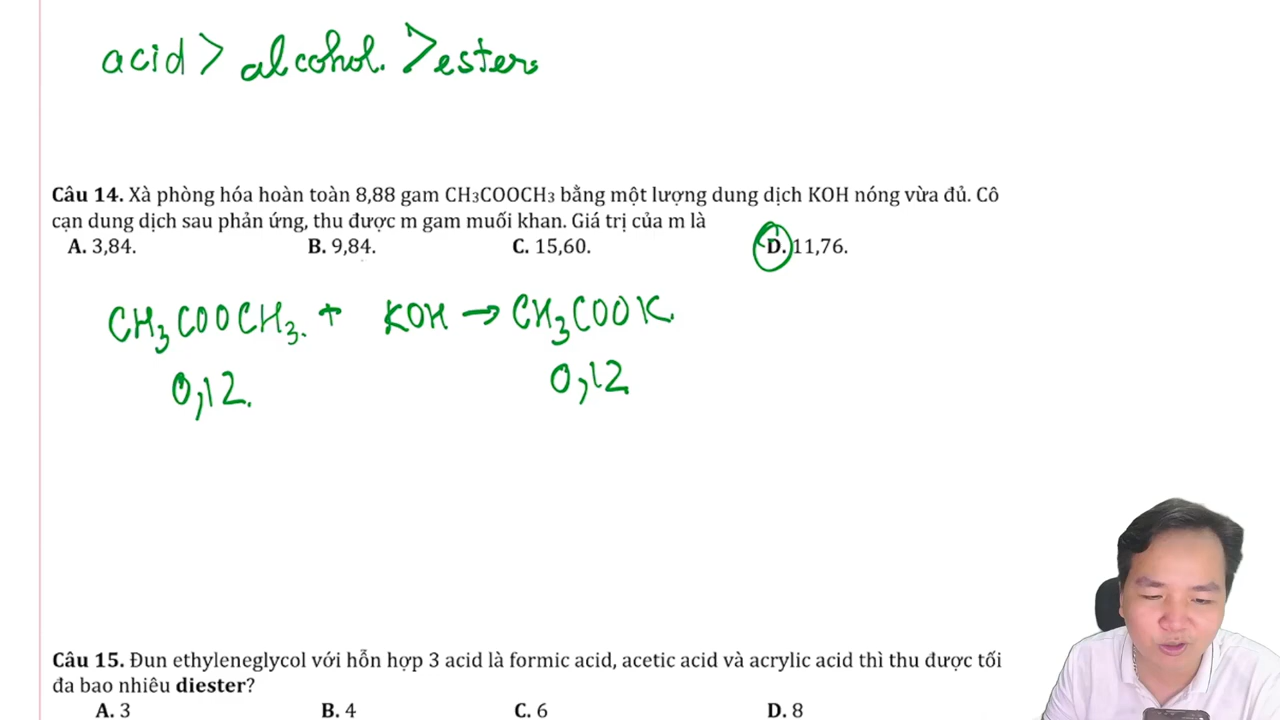 acid > alcohol. > ester.
Câu 14. Xà phòng hóa hoàn toàn 8,88 gam CH₃COOCH₃ bằng một lượng dung dịch KOH nóng vừa đủ. Cô
cạn dung dịch sau phản ứng, thu được m gam muối khan. Giá trị của m là
A. 3,84. B. 9,84. C. 15,60. D. 11,76.
CH₃COOCH₃. + KOH → CH₃COOK.
0,12. 0,12
Câu 15. Đun ethyleneglycol với hỗn hợp 3 acid là formic acid, acetic acid và acrylic acid thì thu được tối
đa bao nhiêu diester?
A. 3 B. 4 C. 6 D. 8